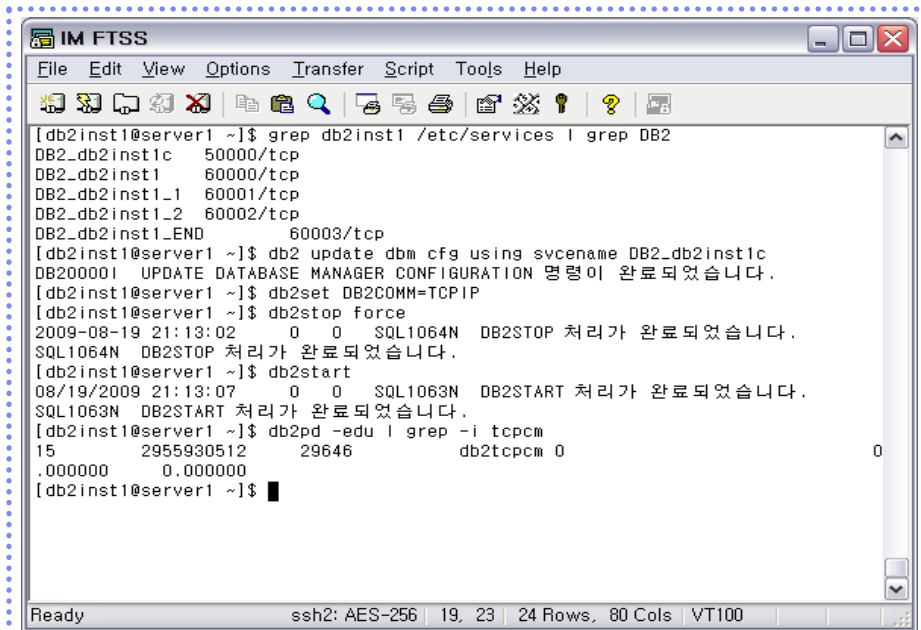 IM FTSS
File Edit View Options Transfer Script Tools Help
[db2inst1@server1 ~]$ grep db2inst1 /etc/services | grep DB2
DB2_db2inst1c 50000/tcp
DB2_db2inst1 60000/tcp
DB2_db2inst1_1 60001/tcp
DB2_db2inst1_2 60002/tcp
DB2_db2inst1_END 60003/tcp
[db2inst1@server1 ~]$ db2 update dbm cfg using svcename DB2_db2inst1c
DB20000I UPDATE DATABASE MANAGER CONFIGURATION 명령이 완료되었습니다.
[db2inst1@server1 ~]$ db2set DB2COMM=TCPIP
[db2inst1@server1 ~]$ db2stop force
2009-08-19 21:13:02 0 0 SQL1064N DB2STOP 처리가 완료되었습니다.
SQL1064N DB2STOP 처리가 완료되었습니다.
[db2inst1@server1 ~]$ db2start
08/19/2009 21:13:07 0 0 SQL1063N DB2START 처리가 완료되었습니다.
SQL1063N DB2START 처리가 완료되었습니다.
[db2inst1@server1 ~]$ db2pd -edu | grep -i tcpcm
15 2955930512 29646 db2tcpcm 0 0
.000000 0.000000
[db2inst1@server1 ~]$
Ready ssh2: AES-256 19, 23 24 Rows, 80 Cols VT100